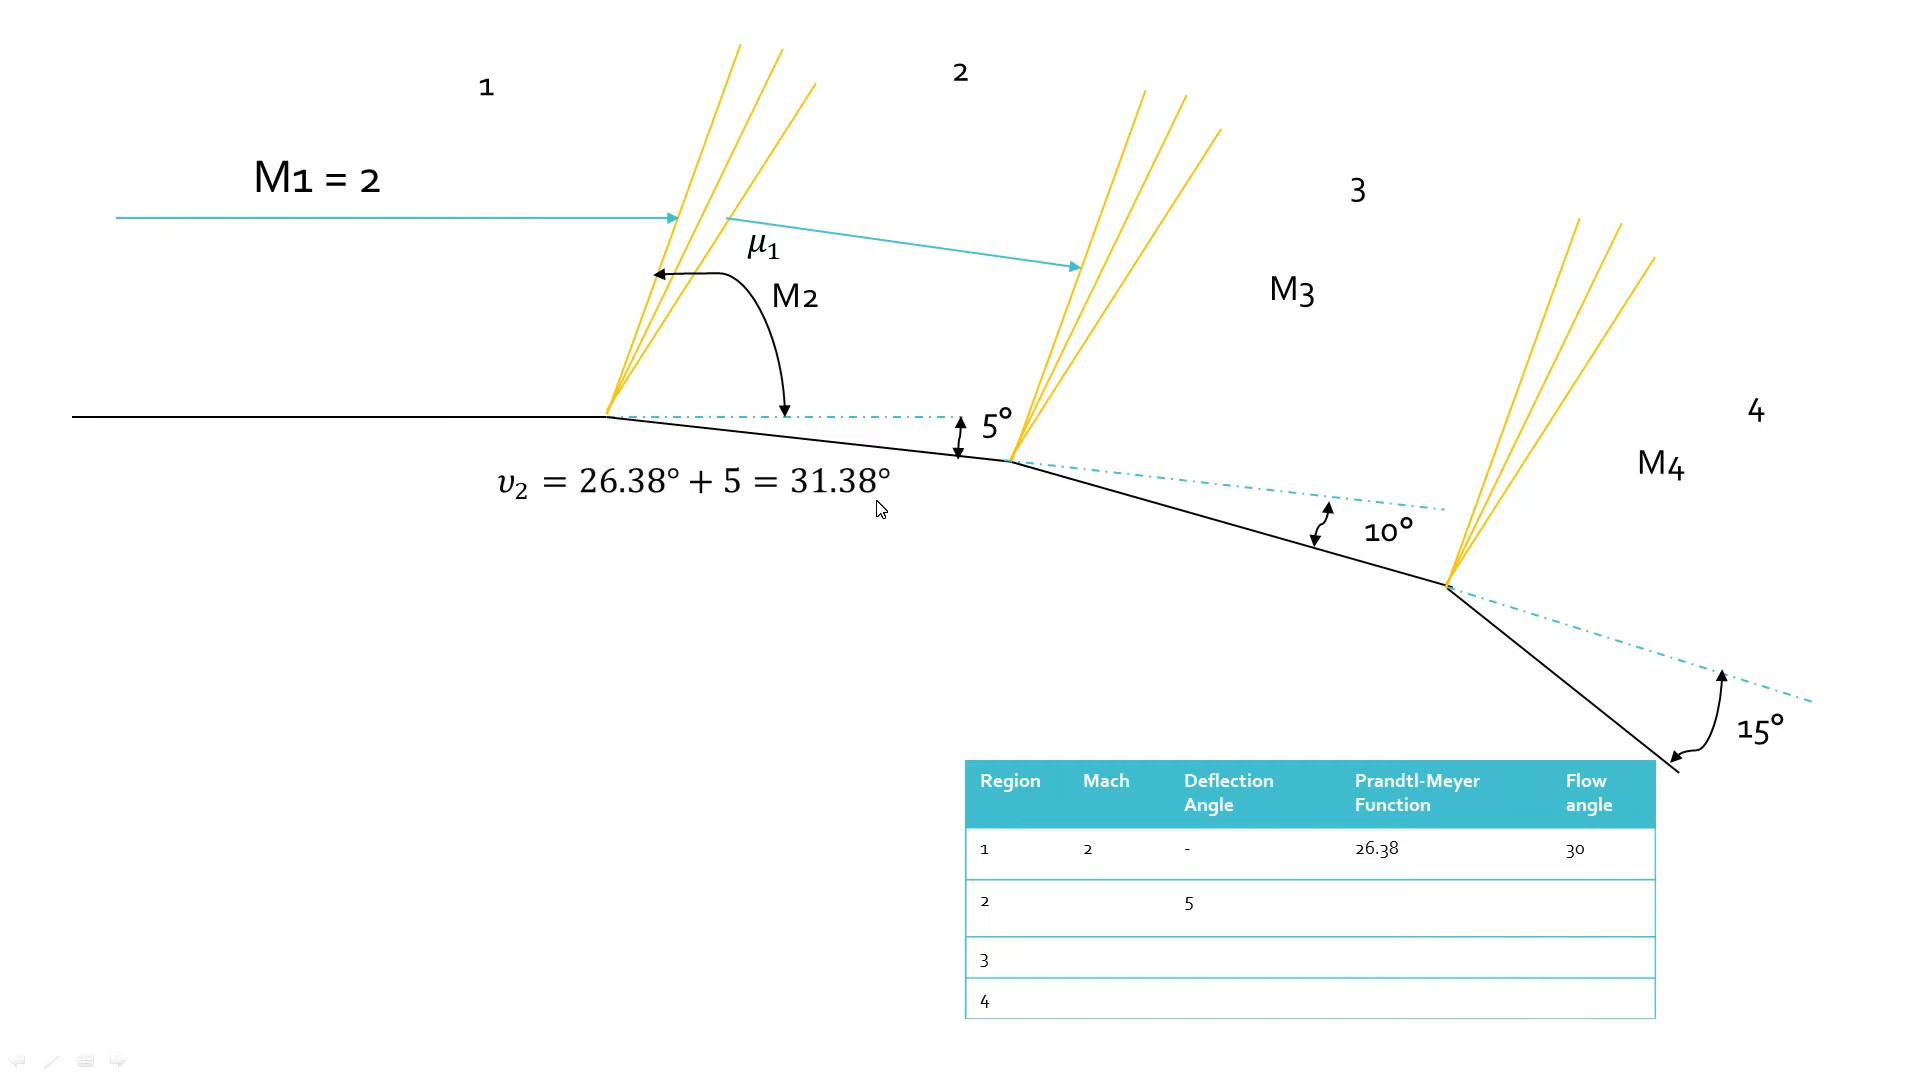 1
2
M1 = 2
3
μ₁
M2
M3
4
5°
M4
υ₂ = 26.38° + 5 = 31.38°
10°
15°
Region Mach Deflection Angle Prandtl-Meyer Function Flow angle
1 2 - 26.38 30
2 5
3
4